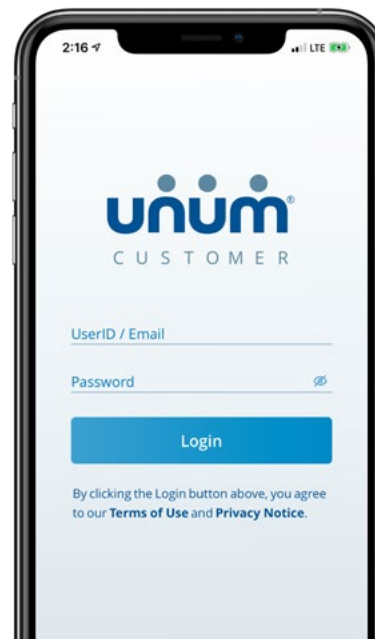 2:16
LTE
unum®
CUSTOMER
UserID / Email
Password
Login
By clicking the Login button above, you agree
to our Terms of Use and Privacy Notice.